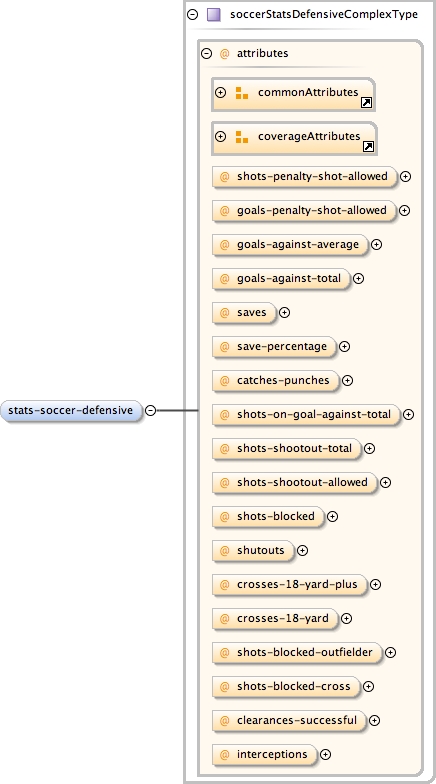 soccerStatsDefensiveComplexType
@ attributes
commonAttributes
coverageAttributes
@ shots-penalty-shot-allowed
@ goals-penalty-shot-allowed
@ goals-against-average
@ goals-against-total
@ saves
@ save-percentage
@ catches-punches
stats-soccer-defensive
@ shots-on-goal-against-total
@ shots-shootout-total
@ shots-shootout-allowed
@ shots-blocked
@ shutouts
@ crosses-18-yard-plus
@ crosses-18-yard
@ shots-blocked-outfielder
@ shots-blocked-cross
@ clearances-successful
@ interceptions